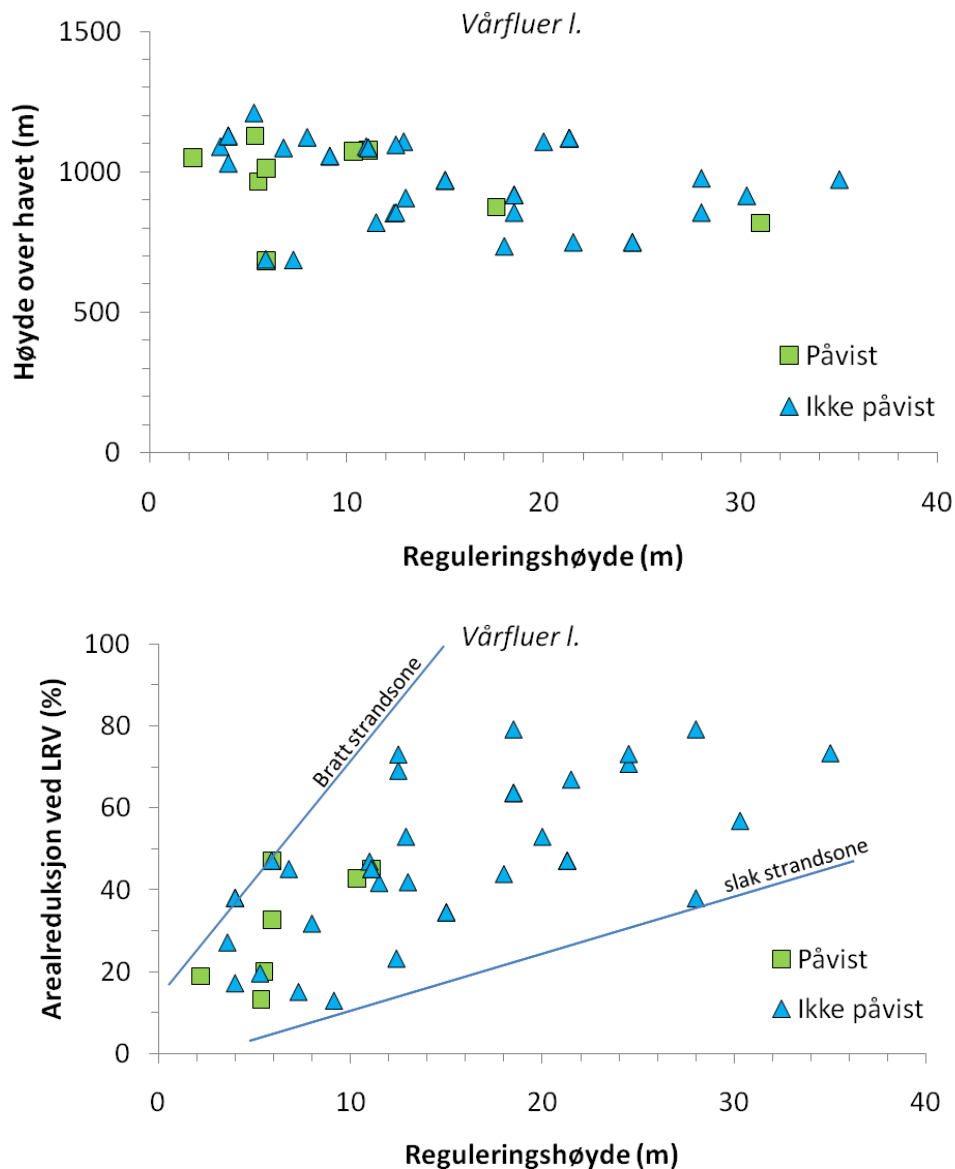 Vårfluer l.
1500
1000
500
0
Høyde over havet (m)
0 10 20 30 40
Reguleringshøyde (m)
Påvist
Ikke påvist
Vårfluer l.
100
80
60
40
20
0
Arealreduksjon ved LRV (%)
Bratt strandsone
slak strandsone
Påvist
Ikke påvist
0 10 20 30 40
Reguleringshøyde (m)